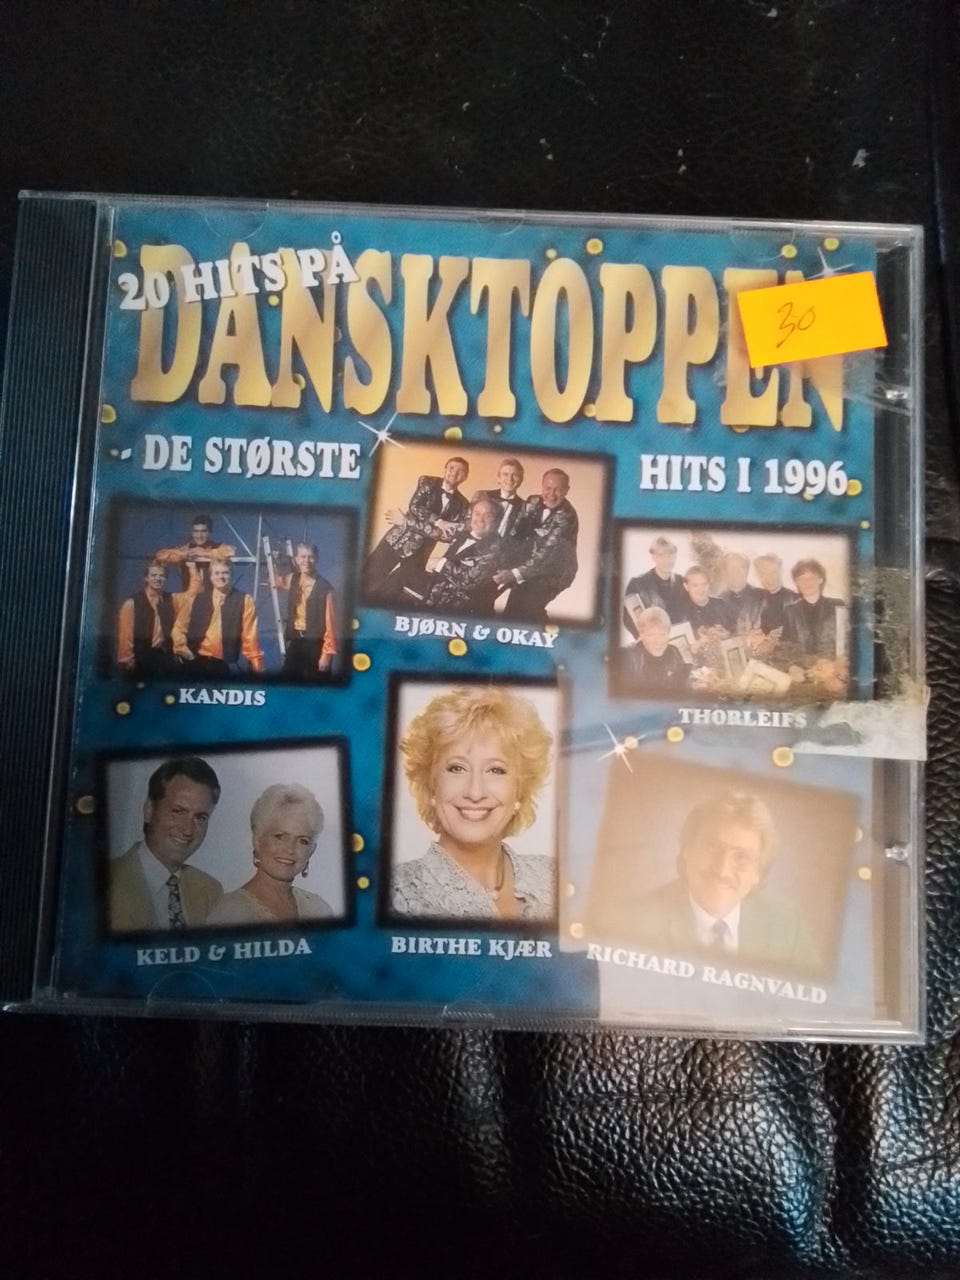 20 HITS PÅ
DANSKTOPPEN
30
- DE STØRSTE HITS I 1996
BJØRN & OKAY
KANDIS
THORLEIFS
KELD & HILDA
BIRTHE KJÆR
RICHARD RAGNVALD